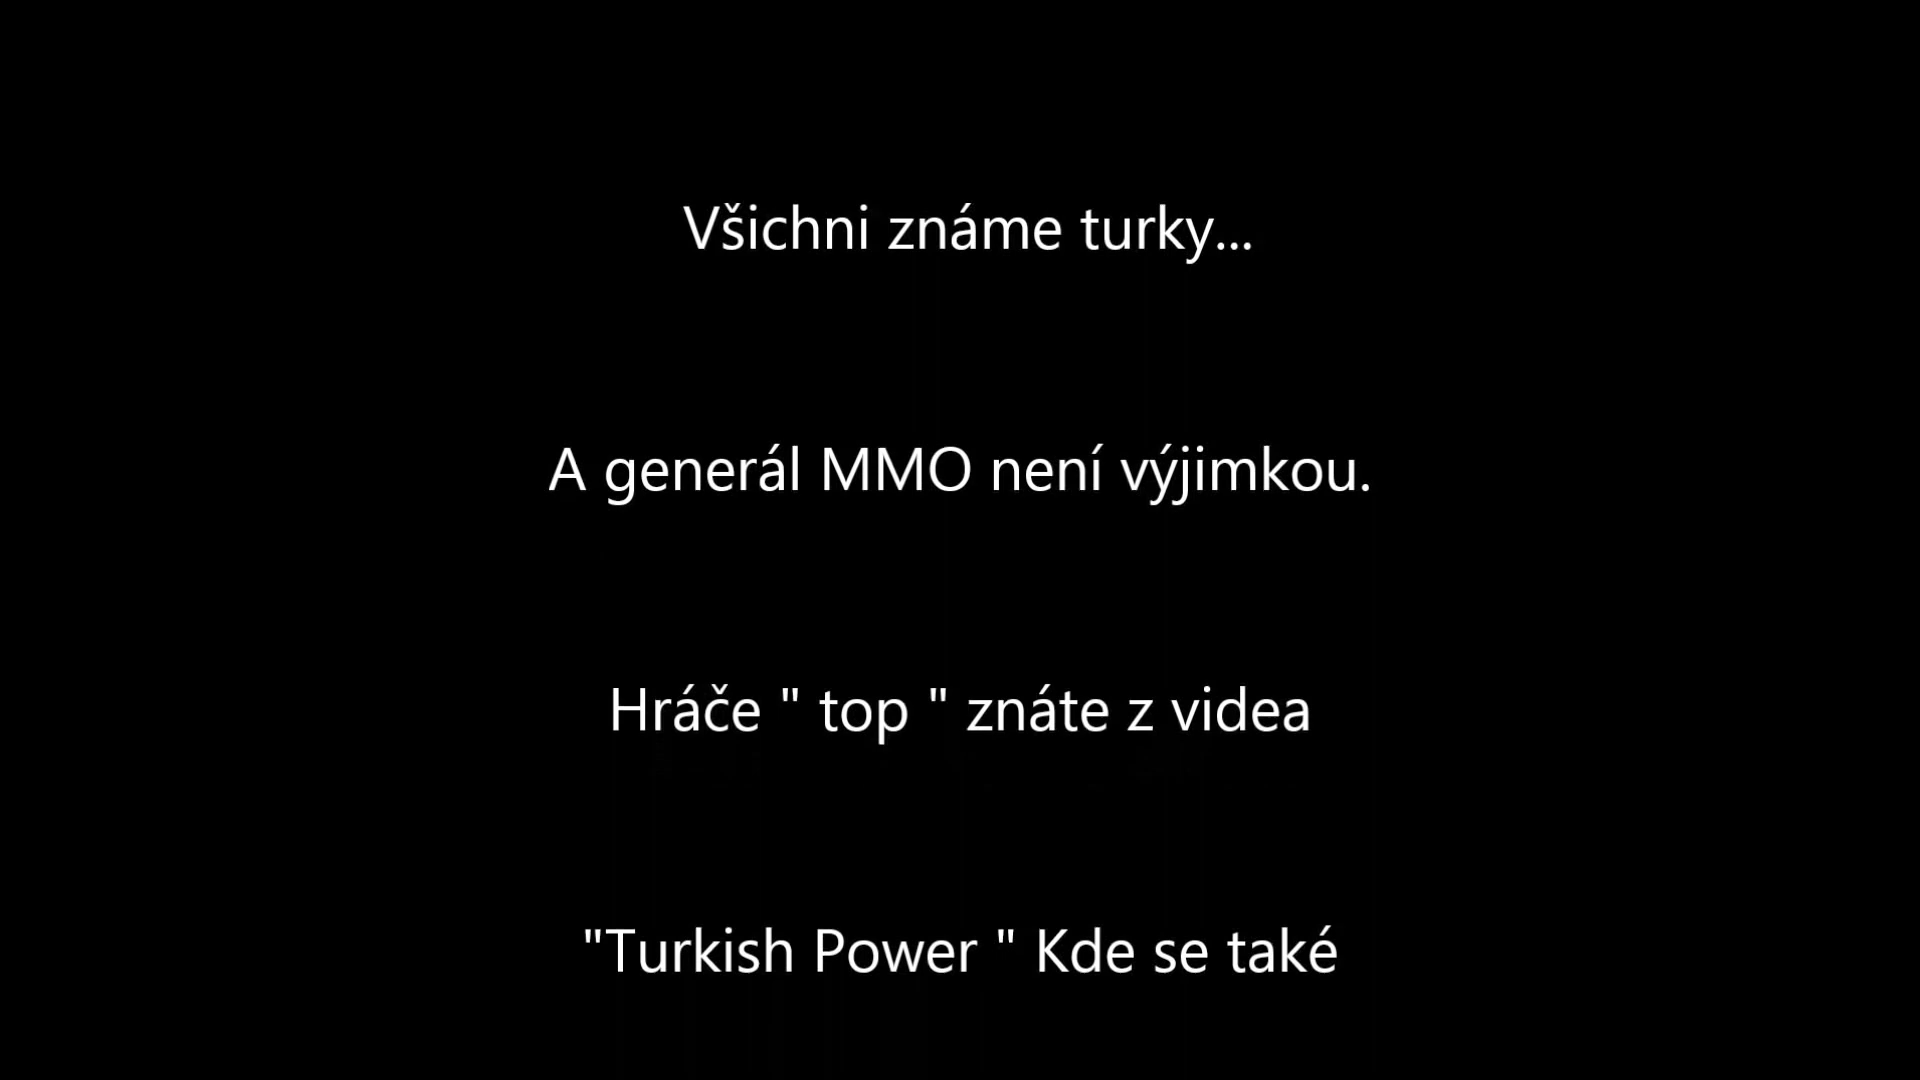 Všichni známe turky...
A generál MMO není výjimkou.
Hráče " top " znáte z videa
"Turkish Power " Kde se také